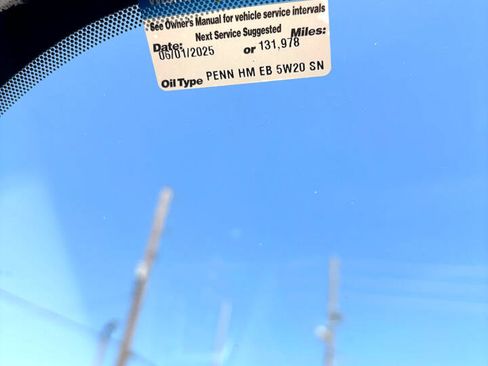 See Owner's Manual for vehicle service intervals
Next Service Suggested
Date: 05/01/2025 or Miles: 131,978
Oil Type PENN HM EB 5W20 SN